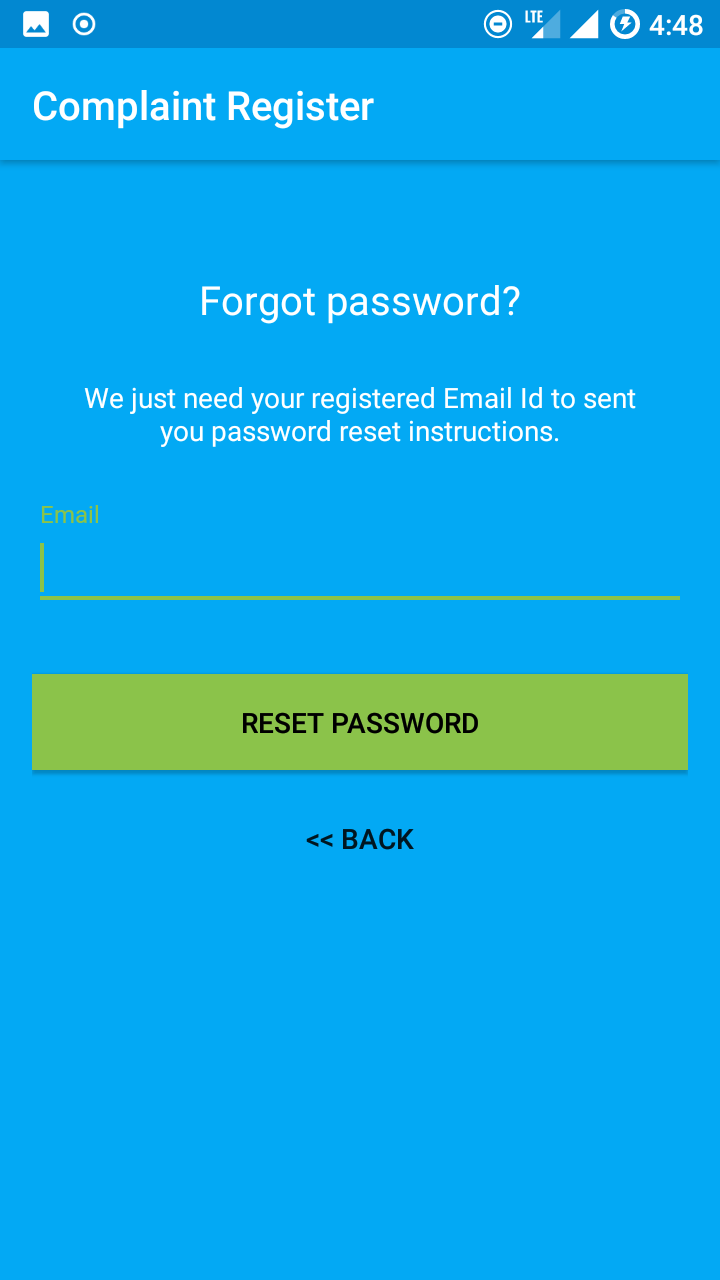 LTE 4:48
Complaint Register
Forgot password?
We just need your registered Email Id to sent
you password reset instructions.
Email
RESET PASSWORD
<< BACK